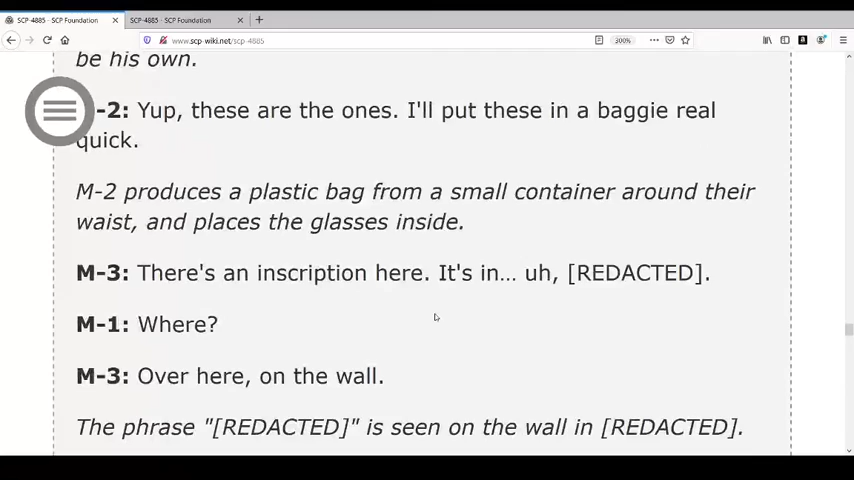 SCP-4885 - SCP Foundation
SCP-4885 - SCP Foundation
www.scp-wiki.net/scp-4885
300%
be his own.
-2: Yup, these are the ones. I'll put these in a baggie real
quick.
M-2 produces a plastic bag from a small container around their
waist, and places the glasses inside.
M-3: There's an inscription here. It's in... uh, [REDACTED].
M-1: Where?
M-3: Over here, on the wall.
The phrase "[REDACTED]" is seen on the wall in [REDACTED].